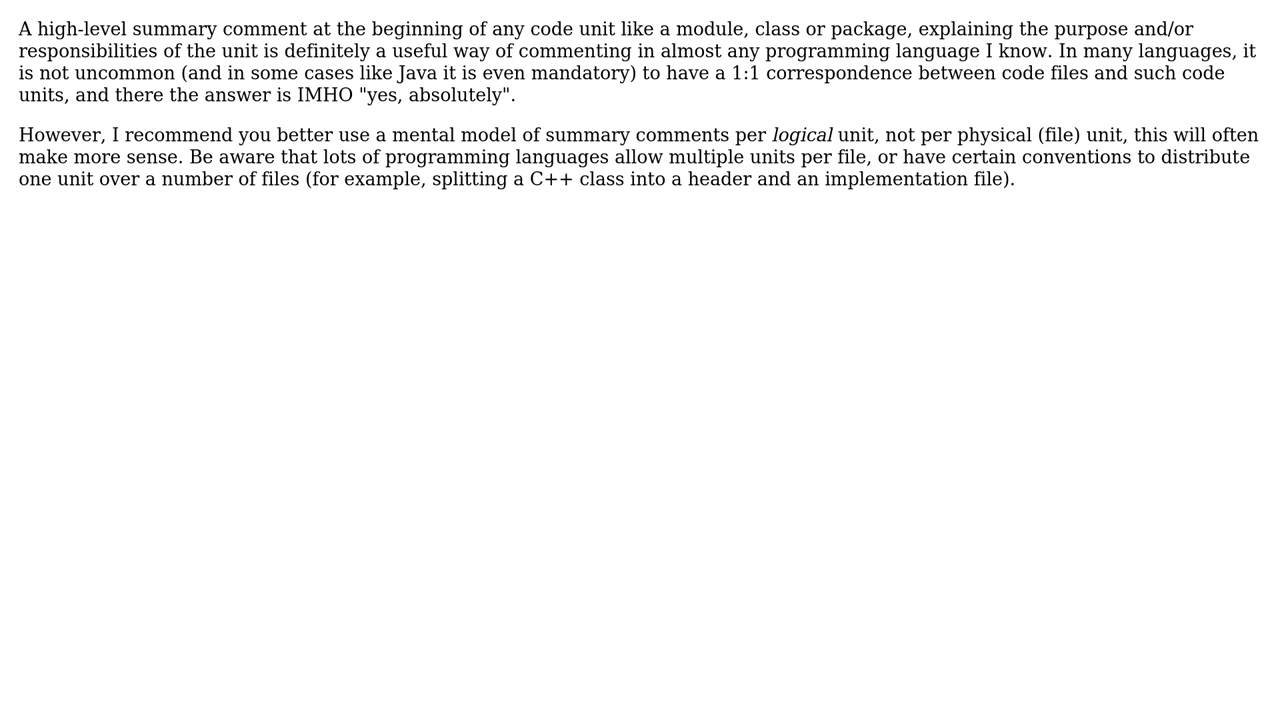 A high-level summary comment at the beginning of any code unit like a module, class or package, explaining the purpose and/or
responsibilities of the unit is definitely a useful way of commenting in almost any programming language I know. In many languages, it
is not uncommon (and in some cases like Java it is even mandatory) to have a 1:1 correspondence between code files and such code
units, and there the answer is IMHO "yes, absolutely".
However, I recommend you better use a mental model of summary comments per logical unit, not per physical (file) unit, this will often
make more sense. Be aware that lots of programming languages allow multiple units per file, or have certain conventions to distribute
one unit over a number of files (for example, splitting a C++ class into a header and an implementation file).